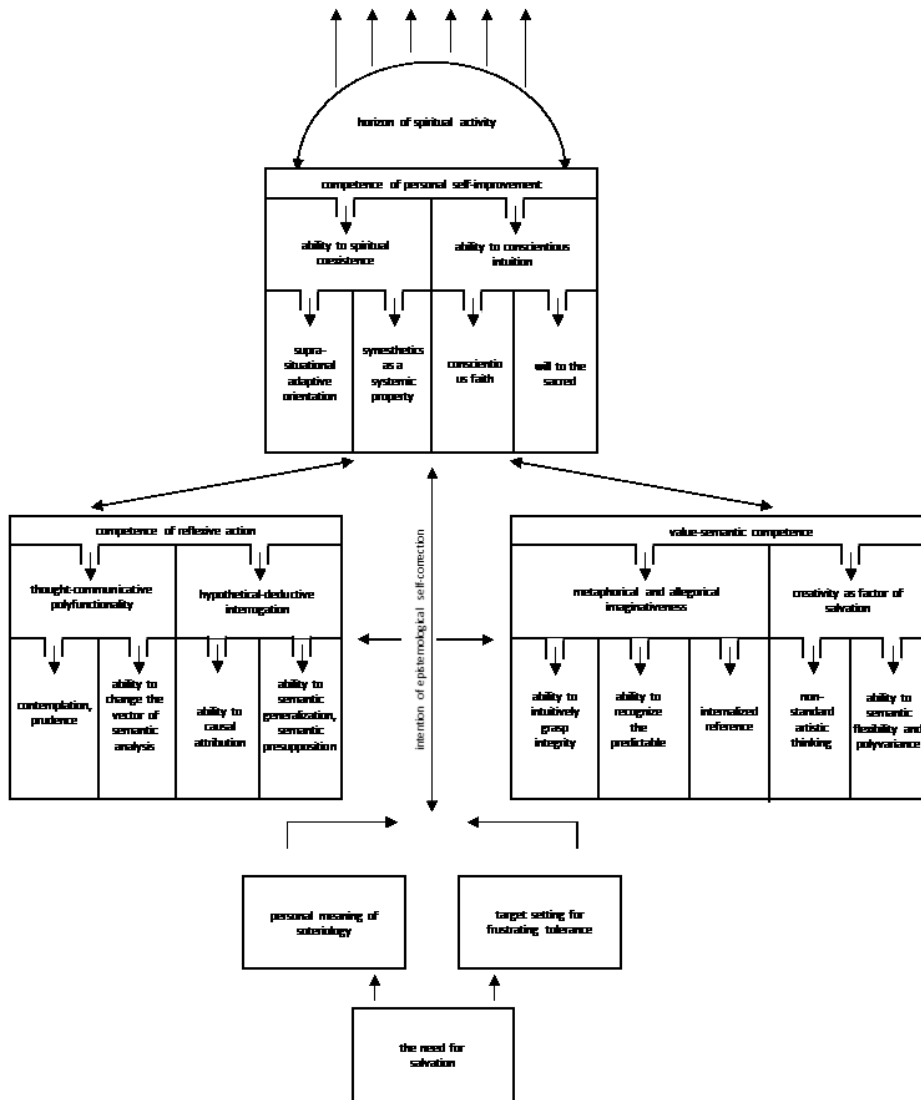 horizon of spiritual activity
competence of personal self-improvement
ability to spiritual
coexistence
ability to conscientious
intuition
supra-
situational
adaptive
orientation
synesthetics
as a
systemic
property
conscientio
us faith
will to the
sacred
competence of reflexive action
thought-communicative
polyfunctionality
hypothetical-deductive
interrogation
contemplation,
prudence
ability to
change the
vector of
semantic
analysis
ability to
causal
attribution
ability to
semantic
generalization,
semantic
presupposition
intention of epistemological self-correction
value-semantic competence
metaphorical and allegorical
imaginativeness
creativity as factor of
salvation
ability to
intuitively
grasp
integrity
ability to
recognize
the
predictable
internalized
reference
non-
standard
artistic
thinking
ability to
semantic
flexibility and
polyvariance
personal meaning of
soteriology
target setting for
frustrating tolerance
the need for
salvation